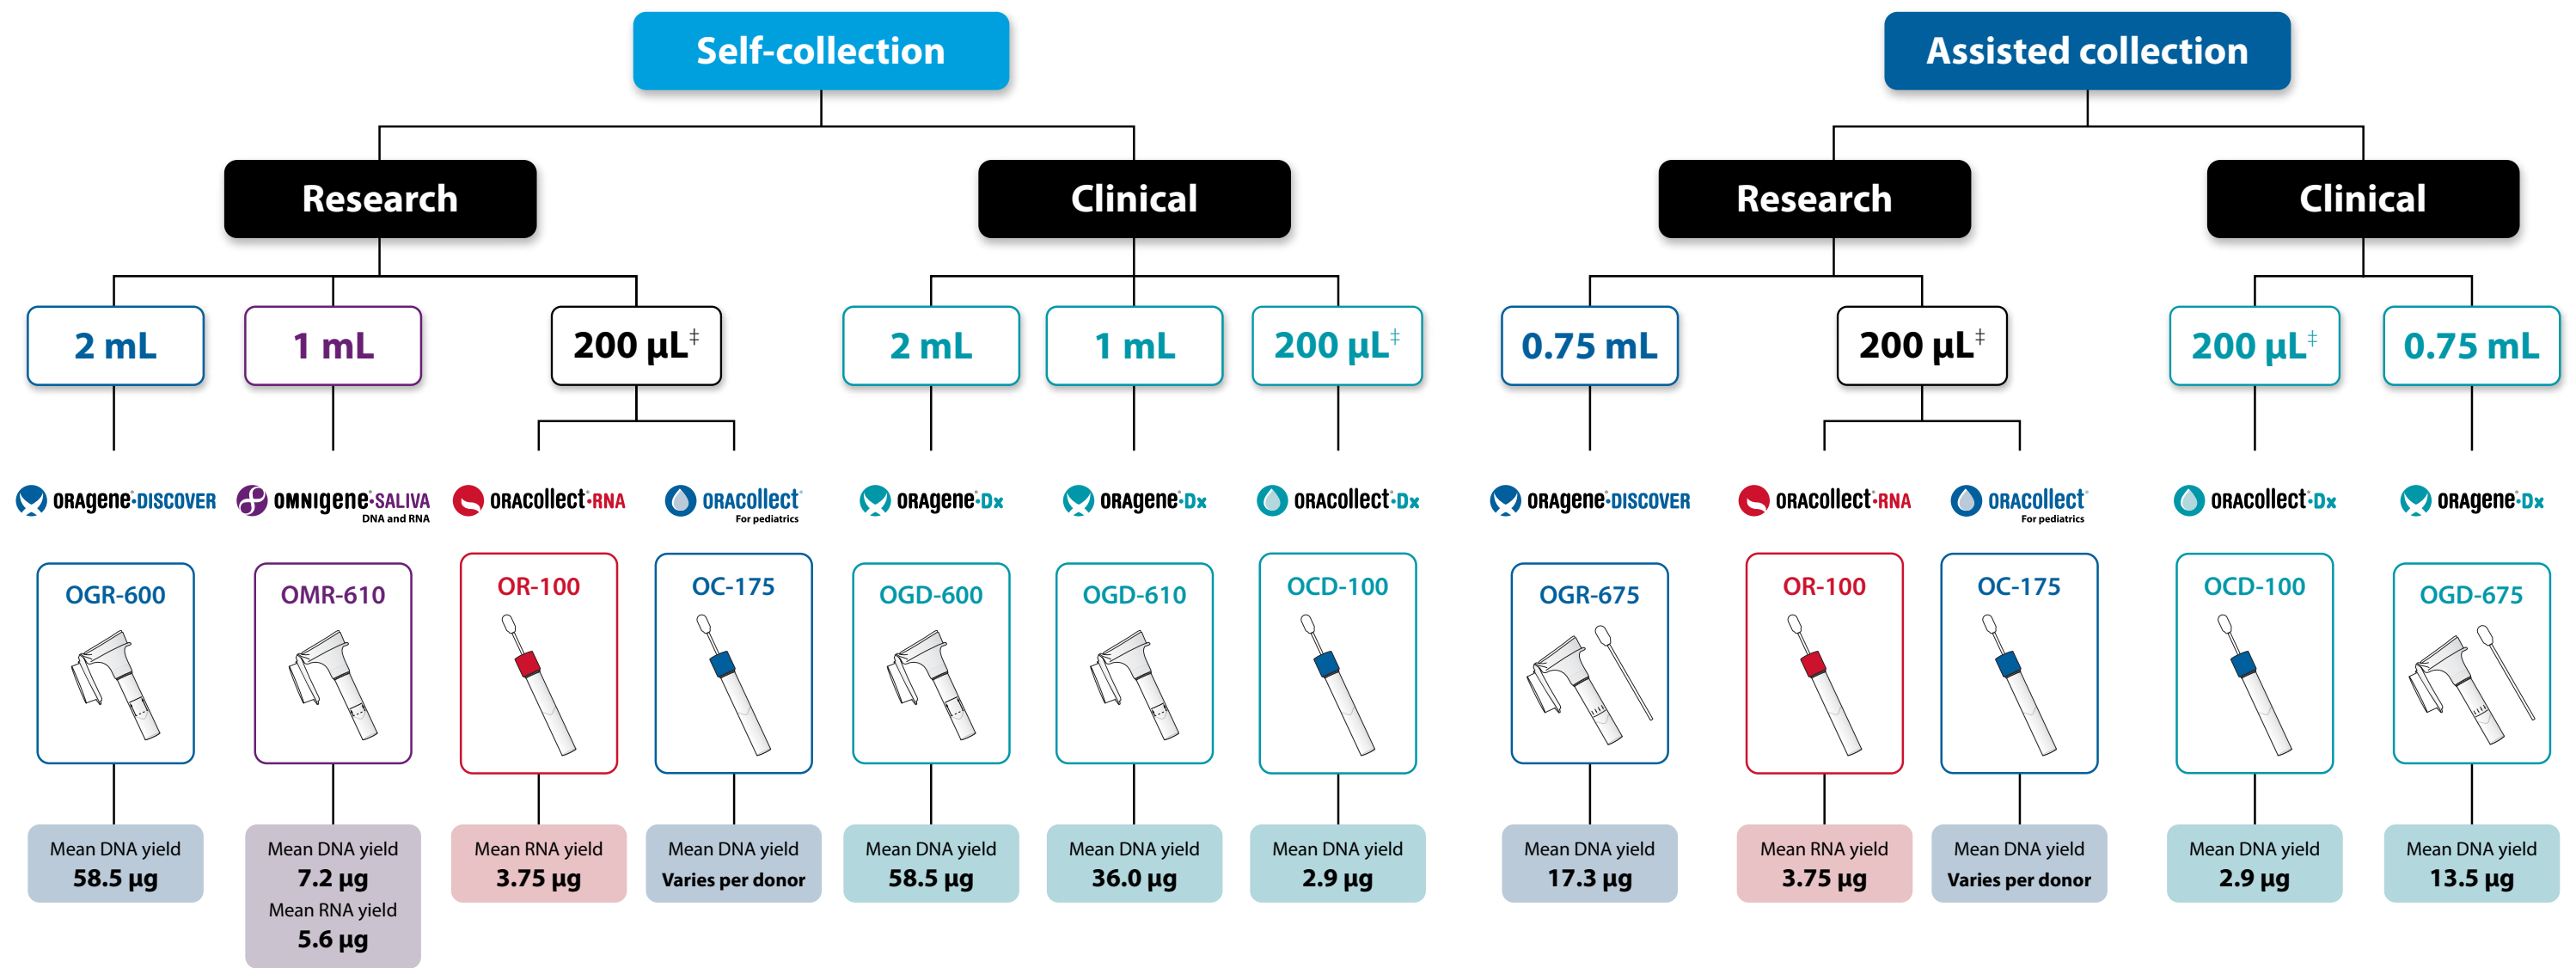 Self-collection
Assisted collection
Research
Clinical
Research
Clinical
2 mL
1 mL
200 µL‡
2 mL
1 mL
200 µL‡
0.75 mL
200 µL‡
200 µL‡
0.75 mL
ORAgene®•DISCOVER
OMNIgene®•SALIVA
DNA and RNA
ORAcollect®•RNA
ORAcollect®
For pediatrics
ORAgene®•Dx
ORAgene®•Dx
ORAcollect®•Dx
ORAgene®•DISCOVER
ORAcollect®•RNA
ORAcollect®
For pediatrics
ORAcollect®•Dx
ORAgene®•Dx
OGR-600
OMR-610
OR-100
OC-175
OGD-600
OGD-610
OCD-100
OGR-675
OR-100
OC-175
OCD-100
OGD-675
Mean DNA yield
58.5 µg
Mean DNA yield
7.2 µg
Mean RNA yield
5.6 µg
Mean RNA yield
3.75 µg
Mean DNA yield
Varies per donor
Mean DNA yield
58.5 µg
Mean DNA yield
36.0 µg
Mean DNA yield
2.9 µg
Mean DNA yield
17.3 µg
Mean RNA yield
3.75 µg
Mean DNA yield
Varies per donor
Mean DNA yield
2.9 µg
Mean DNA yield
13.5 µg